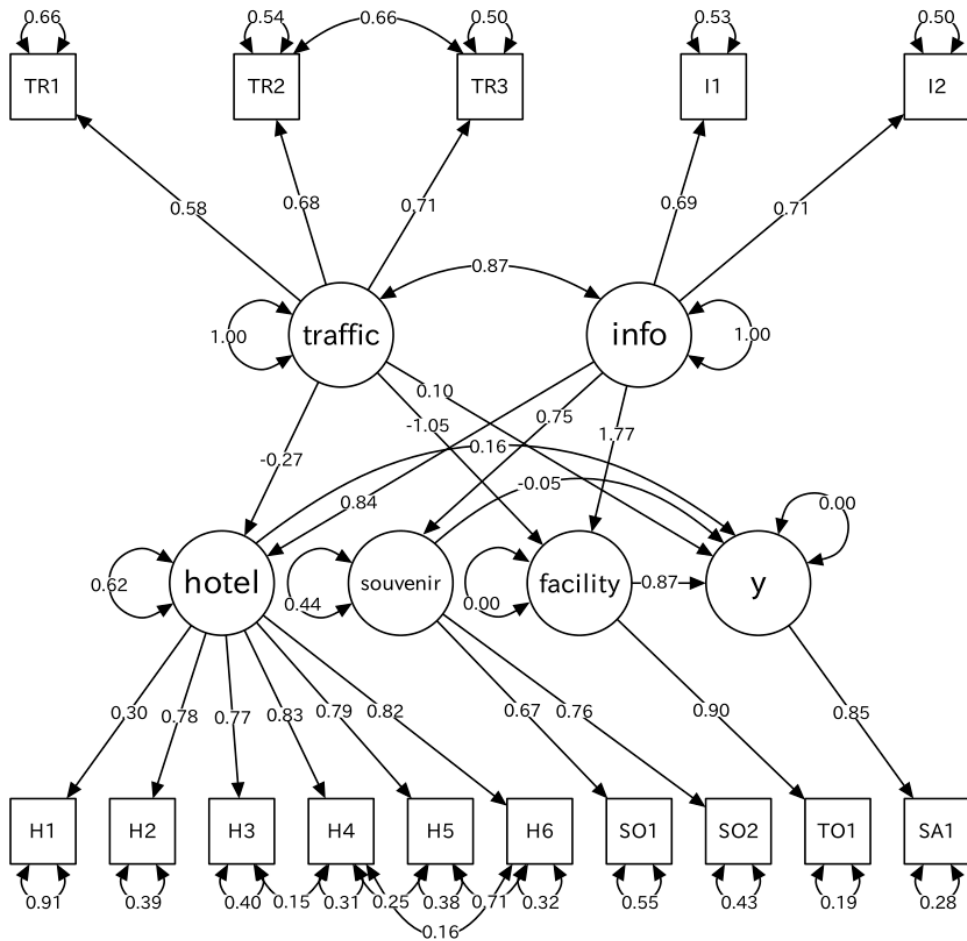 0.66 0.54 0.66 0.50 0.53 0.50
TR1 TR2 TR3 I1 I2
0.58 0.68 0.71 0.69 0.71
0.87
1.00 traffic info 1.00
0.10
-1.05 0.75 1.77
-0.27 0.16
0.84 -0.05 0.00
0.62 hotel souvenir facility 0.87 y
0.44 0.00
0.30 0.78 0.77 0.83 0.79 0.82 0.67 0.76 0.90 0.85
H1 H2 H3 H4 H5 H6 SO1 SO2 TO1 SA1
0.91 0.39 0.40 0.15 0.31 0.25 0.38 0.71 0.32 0.55 0.43 0.19 0.28
0.16